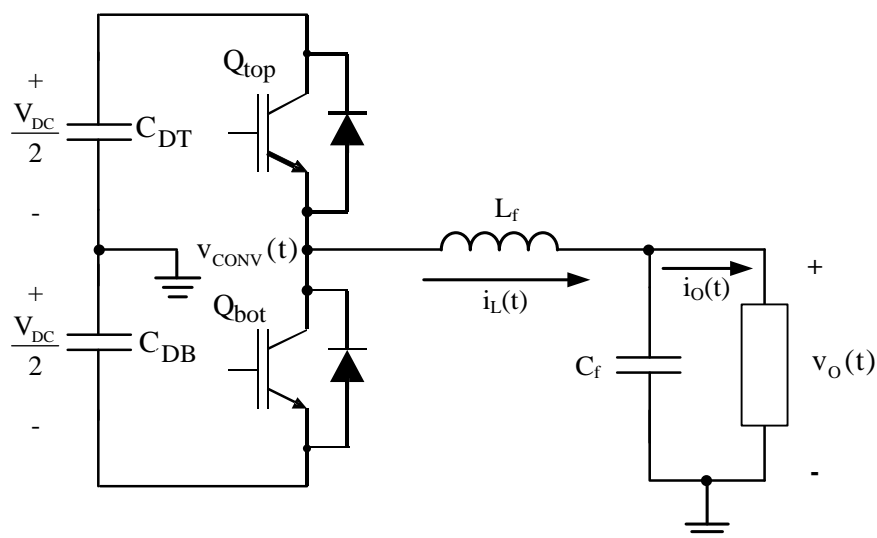 Q_top
+
V_DC
2
C_DT
-
v_CONV(t)
L_f
i_L(t)
i_O(t)
+
+
V_DC
2
C_DB
-
Q_bot
C_f
v_O(t)
-